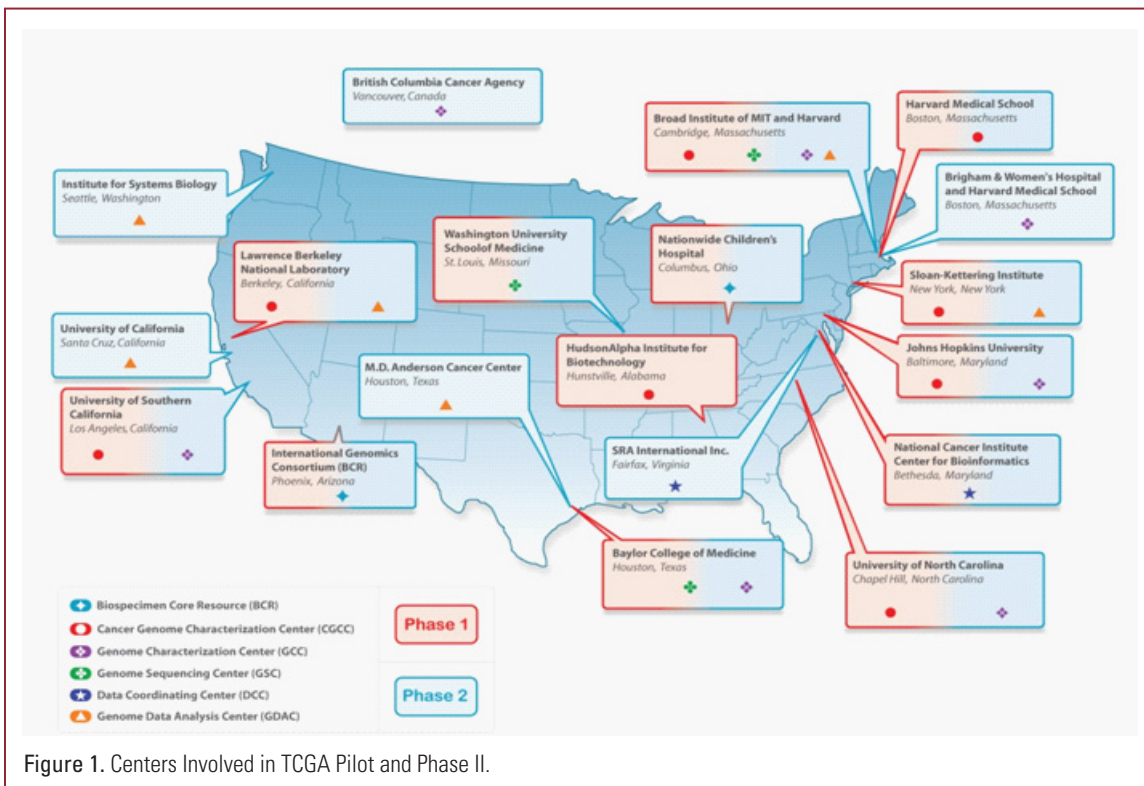 British Columbia Cancer Agency
Vancouver, Canada
Broad Institute of MIT and Harvard
Cambridge, Massachusetts
Harvard Medical School
Boston, Massachusetts
Institute for Systems Biology
Seattle, Washington
Brigham & Women's Hospital
and Harvard Medical School
Boston, Massachusetts
Washington University
Schoolof Medicine
St. Louis, Missouri
Nationwide Children's
Hospital
Columbus, Ohio
Lawrence Berkeley
National Laboratory
Berkeley, California
Sloan-Kettering Institute
New York, New York
University of California
Santa Cruz, California
M.D. Anderson Cancer Center
Houston, Texas
HudsonAlpha Institute for
Biotechnology
Hunstville, Alabama
Johns Hopkins University
Baltimore, Maryland
University of Southern
California
Los Angeles, California
International Genomics
Consortium (BCR)
Phoenix, Arizona
SRA International Inc.
Fairfax, Virginia
National Cancer Institute
Center for Bioinformatics
Bethesda, Maryland
Baylor College of Medicine
Houston, Texas
University of North Carolina
Chapel Hill, North Carolina
Biospecimen Core Resource (BCR)
Cancer Genome Characterization Center (CGCC)
Genome Characterization Center (GCC)
Genome Sequencing Center (GSC)
Data Coordinating Center (DCC)
Genome Data Analysis Center (GDAC)
Phase 1
Phase 2
Figure 1. Centers Involved in TCGA Pilot and Phase II.